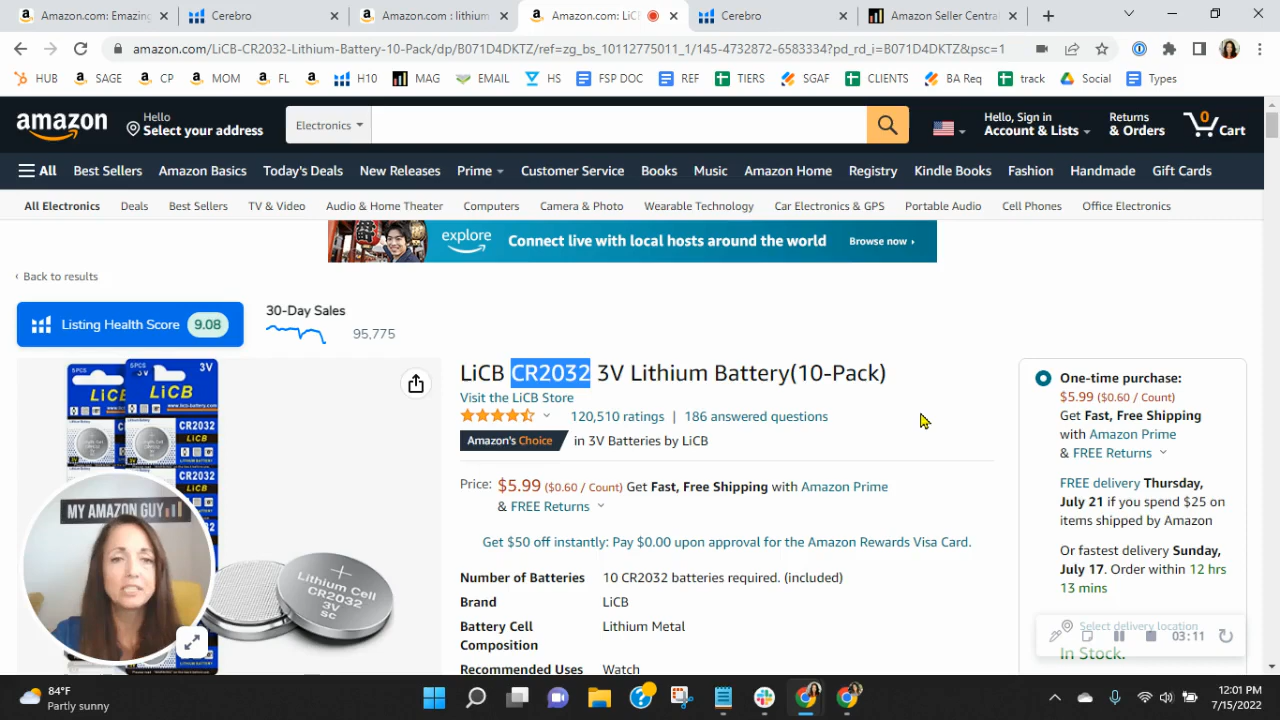 Amazon.com: Emazing
Cerebro
Amazon.com : lithium
Amazon.com: LiC
Cerebro
Amazon Seller Centra
amazon.com/LiCB-CR2032-Lithium-Battery-10-Pack/dp/B071D4DKTZ/ref=zg_bs_10112775011_1/145-4732872-6583334?pd_rd_i=B071D4DKTZ&psc=1
HUB SAGE CP MOM FL H10 MAG EMAIL HS FSP DOC REF TIERS SGAF CLIENTS BA Req track Social Types
amazon
Hello
Select your address
Electronics
Hello, Sign in
Account & Lists
Returns
& Orders
0
Cart
All Best Sellers Amazon Basics Today's Deals New Releases Prime Customer Service Books Music Amazon Home Registry Kindle Books Fashion Handmade Gift Cards
All Electronics Deals Best Sellers TV & Video Audio & Home Theater Computers Camera & Photo Wearable Technology Car Electronics & GPS Portable Audio Cell Phones Office Electronics
explore Connect live with local hosts around the world Browse now ›
‹ Back to results
Listing Health Score 9.08
30-Day Sales
95,775
5PCS
3V
LiCB
CR2032
LiCB
CR2032
Lithium Cell
CR2032
3V
SC
MY AMAZON GUY
LiCB CR2032 3V Lithium Battery(10-Pack)
Visit the LiCB Store
120,510 ratings | 186 answered questions
Amazon's Choice in 3V Batteries by LiCB
Price: $5.99 ($0.60 / Count) Get Fast, Free Shipping with Amazon Prime
& FREE Returns
Get $50 off instantly: Pay $0.00 upon approval for the Amazon Rewards Visa Card.
Number of Batteries 10 CR2032 batteries required. (included)
Brand LiCB
Battery Cell Composition Lithium Metal
Recommended Uses Watch
One-time purchase:
$5.99 ($0.60 / Count)
Get Fast, Free Shipping
with Amazon Prime
& FREE Returns
FREE delivery Thursday,
July 21 if you spend $25 on
items shipped by Amazon
Or fastest delivery Sunday,
July 17. Order within 12 hrs
13 mins
Select delivery location
03:11
In Stock.
84°F
Partly sunny
12:01 PM
7/15/2022